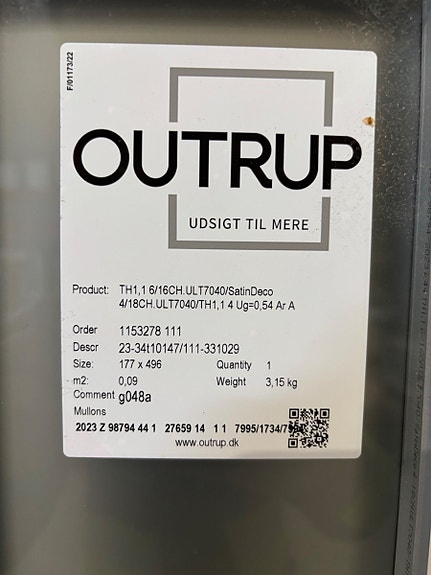 F/01173/22
OUTRUP
UDSIGT TIL MERE
Product: TH1,1 6/16CH.ULT7040/SatinDeco
4/18CH.ULT7040/TH1,1 4 Ug=0,54 Ar A
Order 1153278 111
Descr 23-34t10147/111-331029
Size: 177 x 496 Quantity 1
m2: 0,09 Weight 3,15 kg
Comment g048a
Mullons
2023 Z 98794 44 1 27659 14 1 1 7995/1734/7
www.outrup.dk